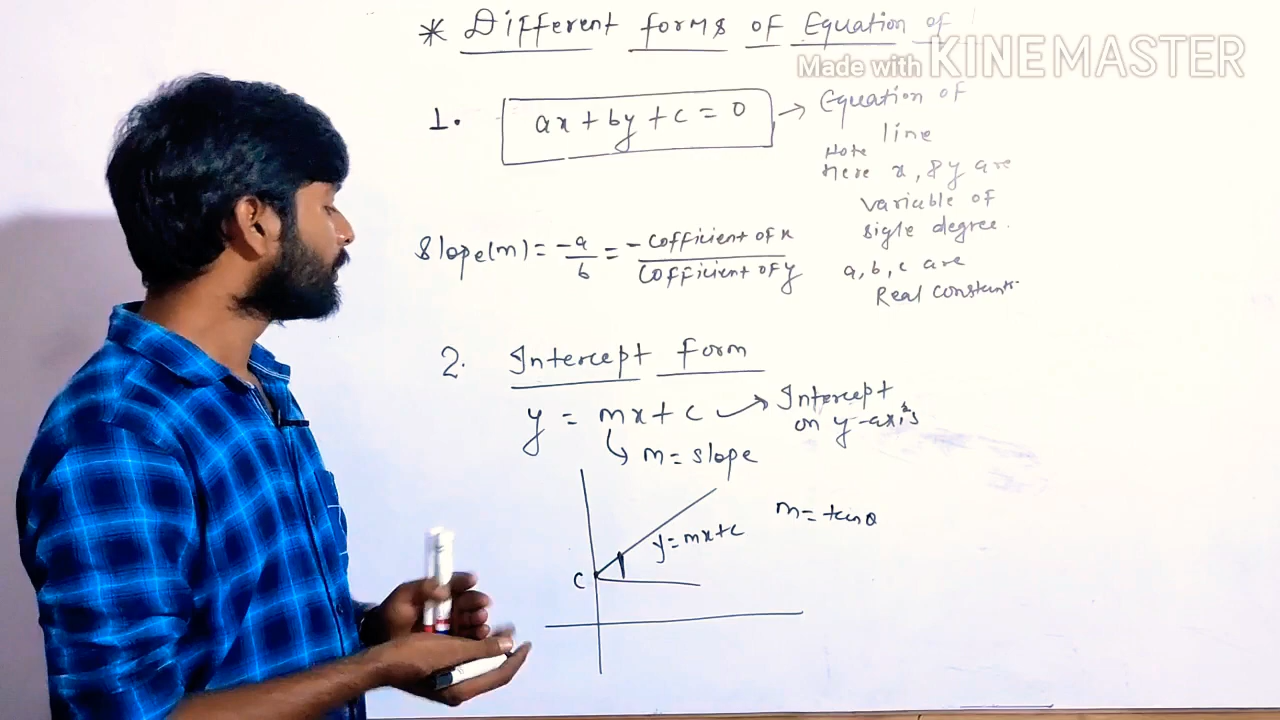 * Different forms of Equation of
Made with KINEMASTER
1. ax + by + c = 0 → Equation of
line
Note
Here x, & y are
variable of
sigle degree.
a, b, c are
Real constants.
Slope(m) = -a/b = - Cofficient of x / Cofficient of y
2. Intercept form
y = mx + c → Intercept
on y-axis
↳ m = slope
y = mx + c
m = tanθ
C